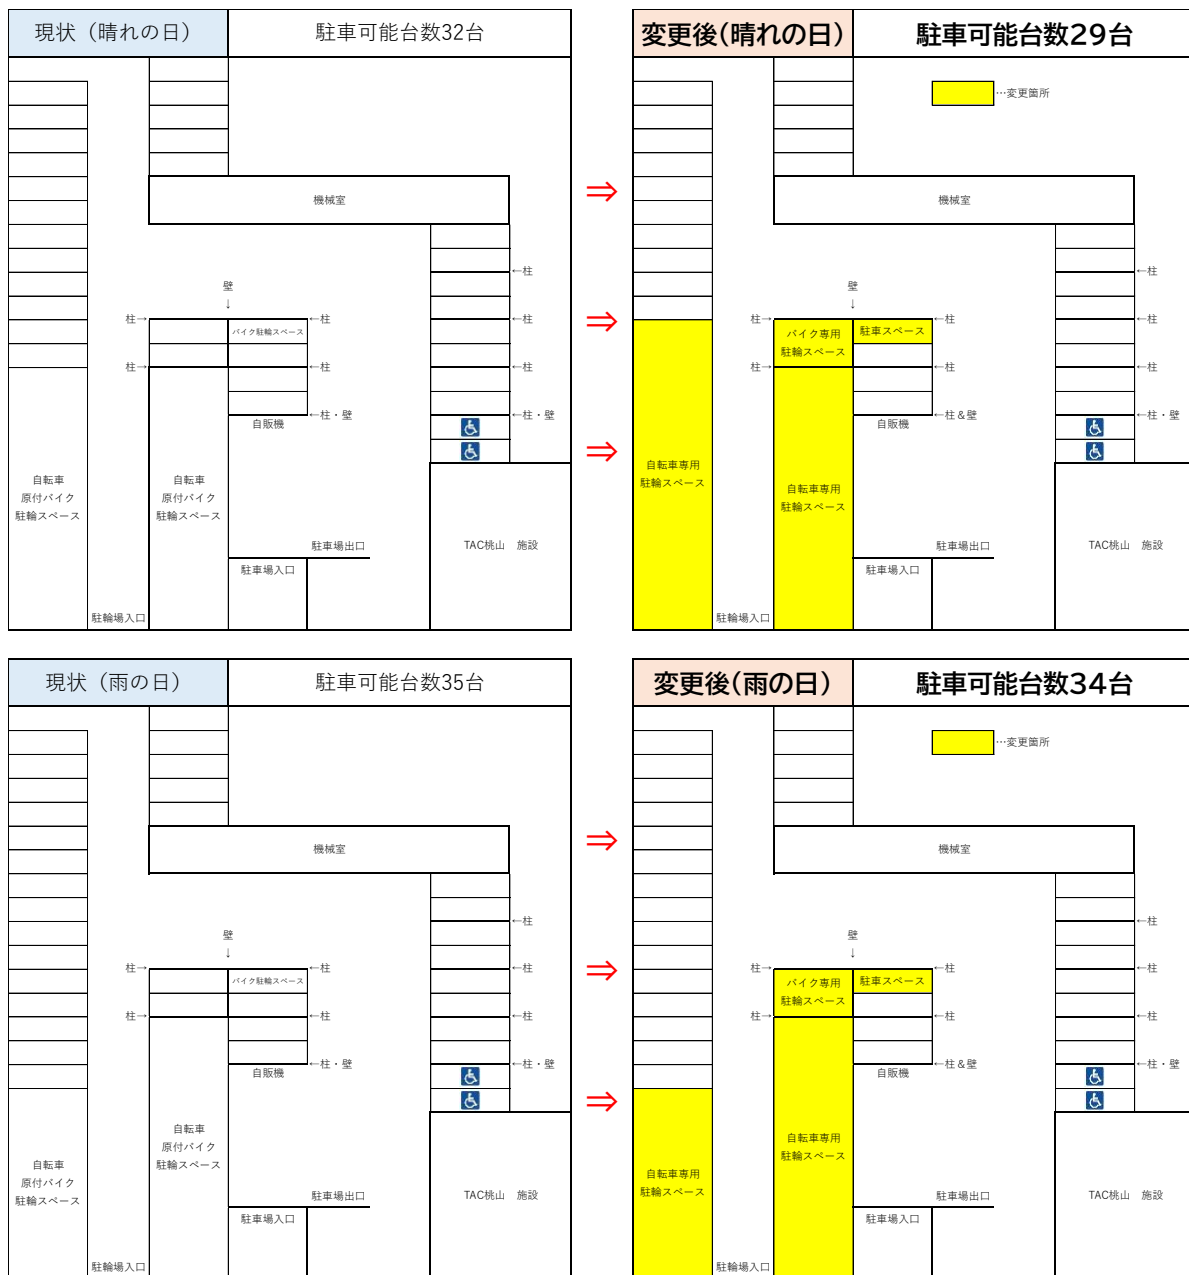 現状（晴れの日）
駐車可能台数32台
機械室
←柱
壁
↓
柱→
バイク駐輪スペース
←柱
←柱
柱→
←柱
←柱
←柱・壁
自販機
←柱・壁
自転車
原付バイク
駐輪スペース
自転車
原付バイク
駐輪スペース
駐車場出口
駐車場入口
TAC桃山　施設
駐輪場入口
⇒
⇒
⇒
変更後(晴れの日)
駐車可能台数29台
…変更箇所
機械室
←柱
壁
↓
柱→
バイク専用
駐輪スペース
駐車スペース
←柱
←柱
柱→
←柱
←柱
←柱＆壁
自販機
←柱・壁
自転車専用
駐輪スペース
自転車専用
駐輪スペース
駐車場出口
駐車場入口
TAC桃山　施設
駐輪場入口
現状（雨の日）
駐車可能台数35台
機械室
←柱
壁
↓
柱→
バイク駐輪スペース
←柱
←柱
柱→
←柱
←柱
←柱・壁
自販機
←柱・壁
自転車
原付バイク
駐輪スペース
自転車
原付バイク
駐輪スペース
駐車場出口
駐車場入口
TAC桃山　施設
駐輪場入口
⇒
⇒
⇒
変更後(雨の日)
駐車可能台数34台
…変更箇所
機械室
←柱
壁
↓
柱→
バイク専用
駐輪スペース
駐車スペース
←柱
←柱
柱→
←柱
←柱
←柱＆壁
自販機
←柱・壁
自転車専用
駐輪スペース
自転車専用
駐輪スペース
駐車場出口
駐車場入口
TAC桃山　施設
駐輪場入口